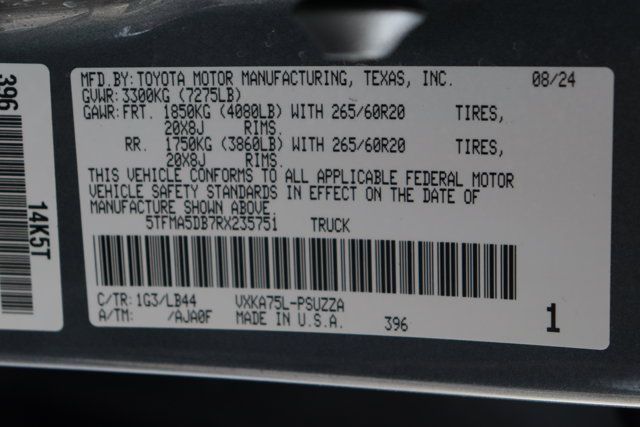 MFD.BY:TOYOTA MOTOR MANUFACTURING, TEXAS, INC. 08/24
GVWR:3300KG (7275LB)
GAWR:FRT. 1850KG (4080LB) WITH 265/60R20 TIRES,
20X8J RIMS.
RR. 1750KG (3860LB) WITH 265/60R20 TIRES,
20X8J RIMS.
THIS VEHICLE CONFORMS TO ALL APPLICABLE FEDERAL MOTOR
VEHICLE SAFETY STANDARDS IN EFFECT ON THE DATE OF
MANUFACTURE SHOWN ABOVE.
5TFMA5DB7RX235751 TRUCK
C/TR:1G3/LB44 VXKA75L-PSUZZA
A/TM: /AJA0F MADE IN U.S.A. 396 1
396
14K5T